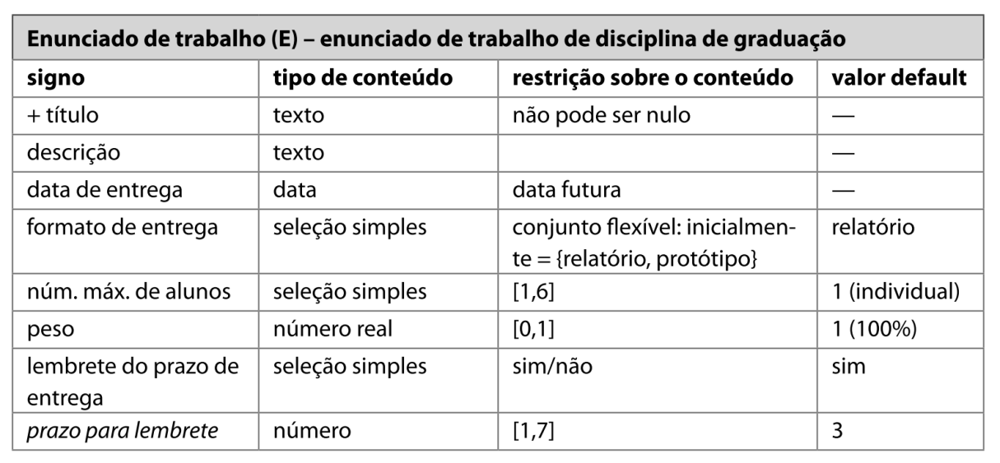 Enunciado de trabalho (E) – enunciado de trabalho de disciplina de graduação
signo tipo de conteúdo restrição sobre o conteúdo valor default
+ título texto não pode ser nulo —
descrição texto —
data de entrega data data futura —
formato de entrega seleção simples conjunto flexível: inicialmen- relatório
te = {relatório, protótipo}
núm. máx. de alunos seleção simples [1,6] 1 (individual)
peso número real [0,1] 1 (100%)
lembrete do prazo de seleção simples sim/não sim
entrega
prazo para lembrete número [1,7] 3